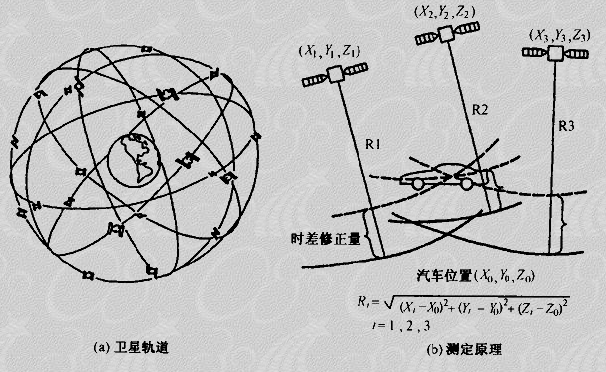 (X₂,Y₂,Z₂)
(X₁,Y₁,Z₁)
(X₃,Y₃,Z₃)
R1
R2
R3
时差修正量
汽车位置(X₀,Y₀,Z₀)
Rᵢ=√(Xᵢ−X₀)²+(Yᵢ−Y₀)²+(Zᵢ−Z₀)²
i=1,2,3
(a) 卫星轨道
(b) 测定原理